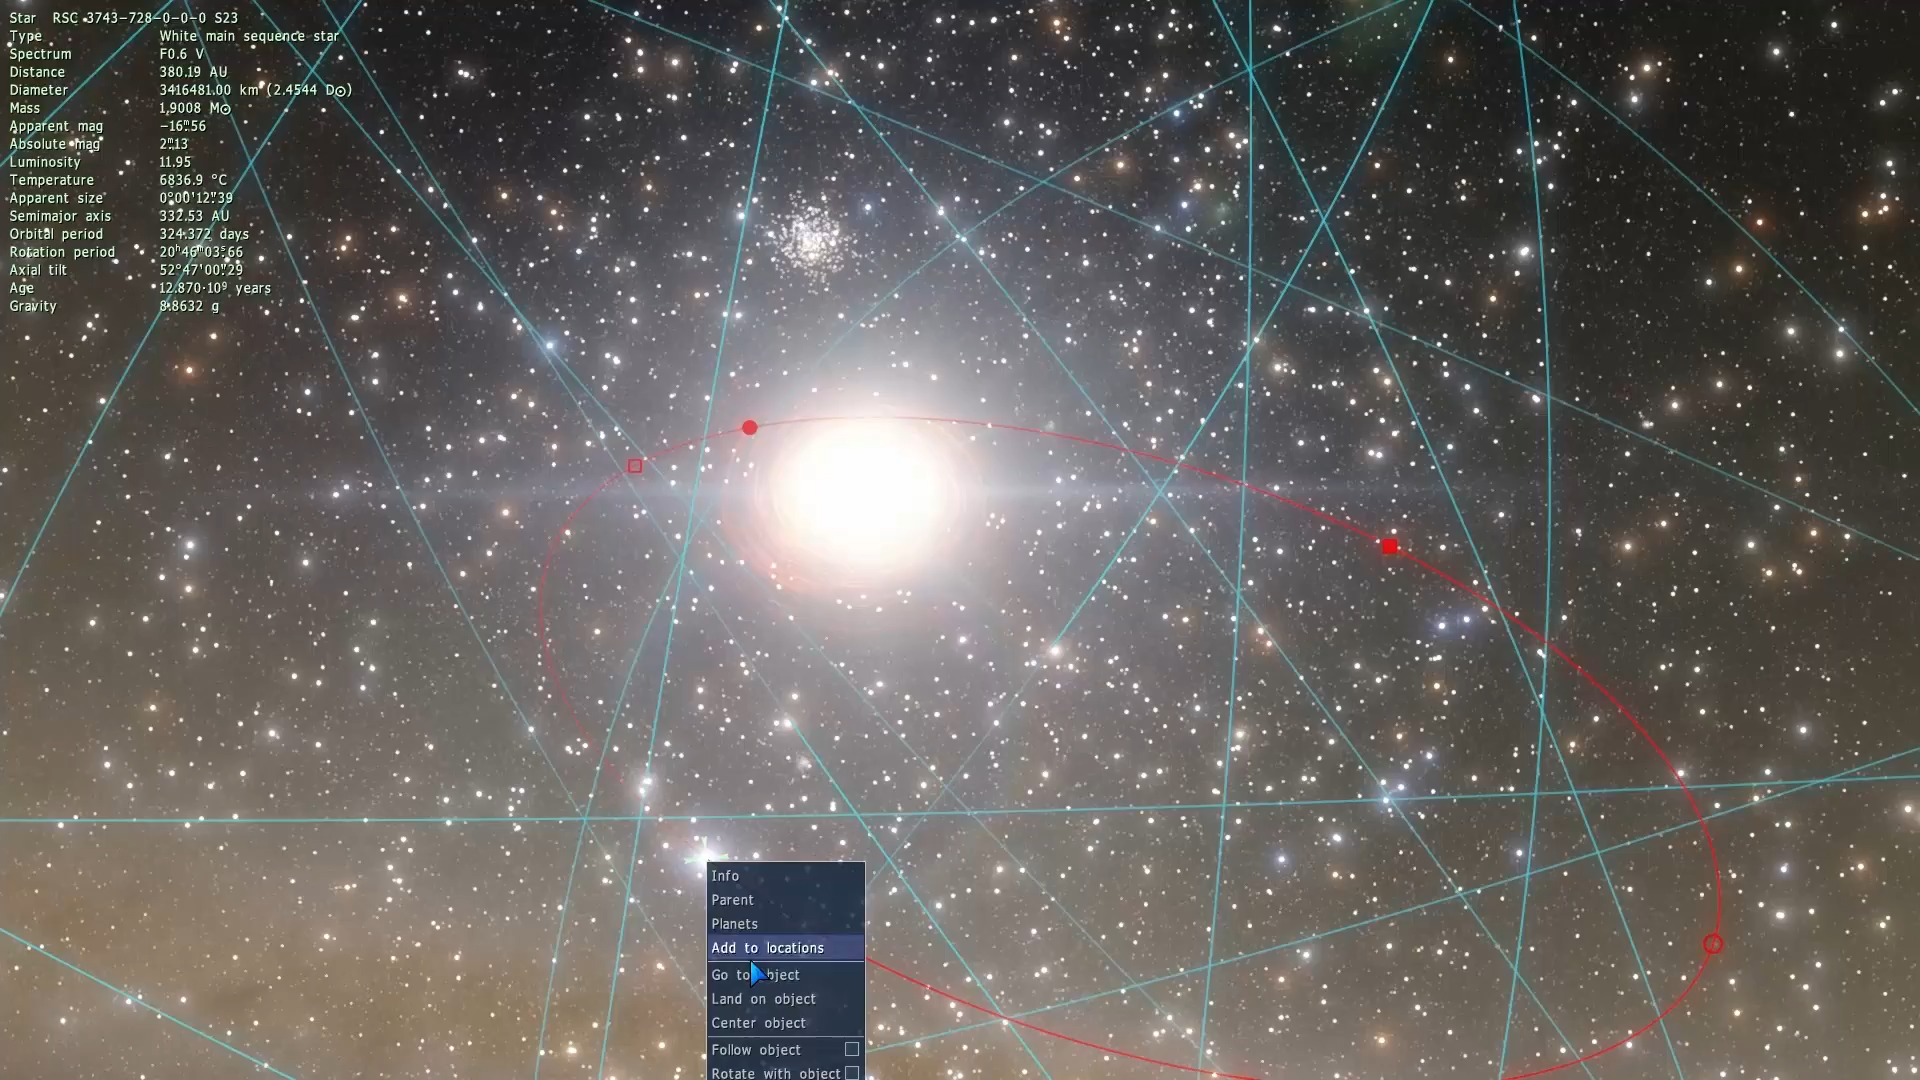 Star RSC 3743-728-0-0-0 S23
Type White main sequence star
Spectrum F0.6 V
Distance 380.19 AU
Diameter 3416481.00 km (2.4544 D⊙)
Mass 1.9008 M⊙
Apparent mag −16ᵐ.56
Absolute mag 2ᵐ.13
Luminosity 11.95
Temperature 6836.9 °C
Apparent size 0°00'12".39
Semimajor axis 332.53 AU
Orbital period 324.372 days
Rotation period 20ʰ46ᵐ03ˢ.66
Axial tilt 52°47'00".29
Age 12.870·10⁹ years
Gravity 8.8632 g
Info
Parent
Planets
Add to locations
Go to object
Land on object
Center object
Follow object
Rotate with object